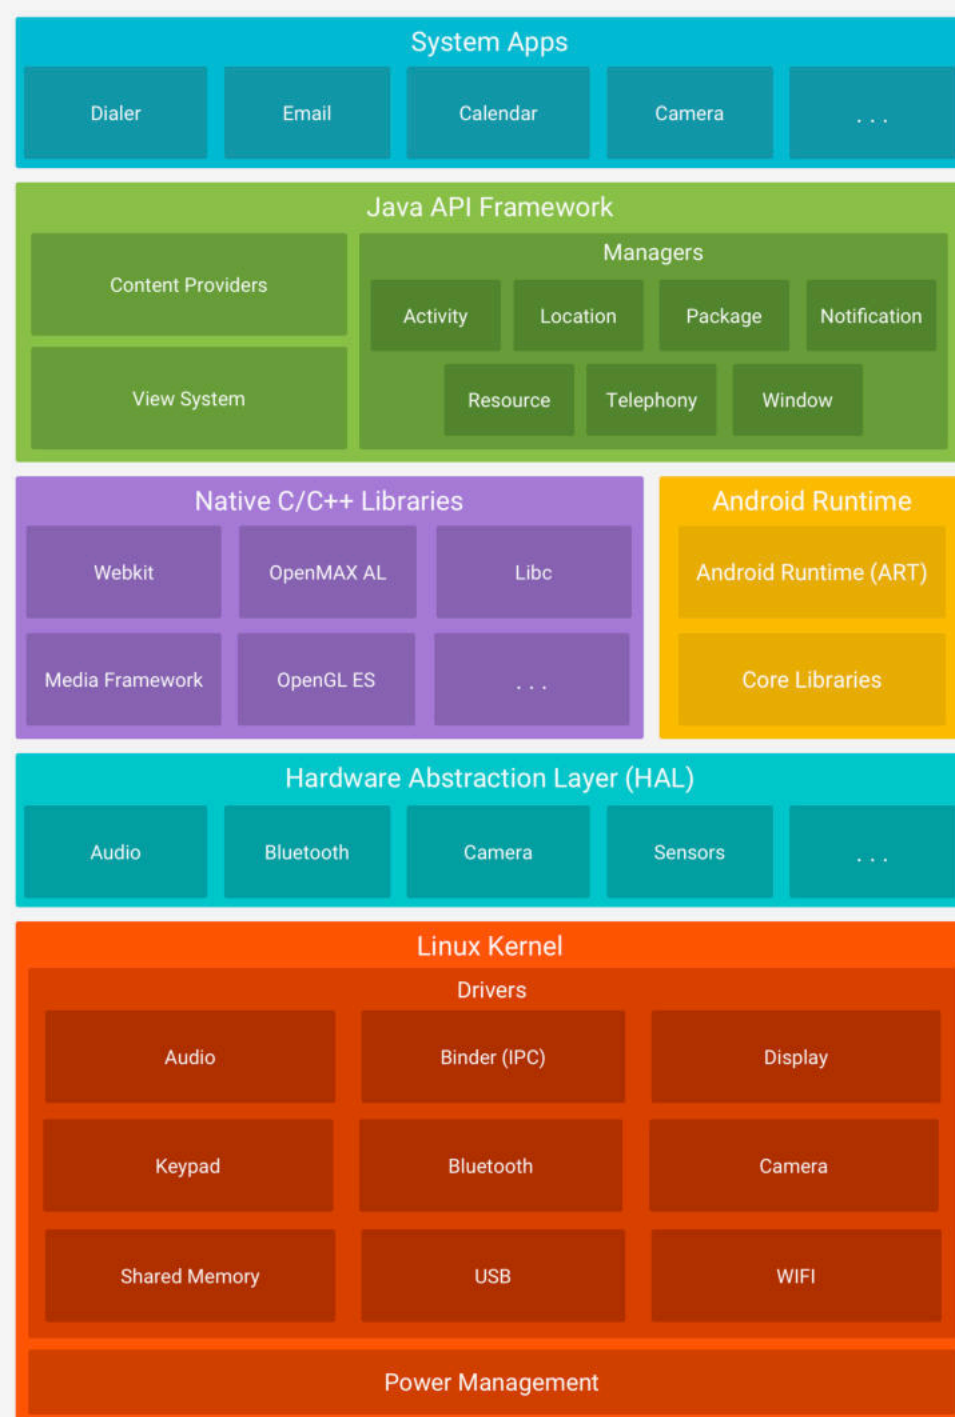 System Apps
Dialer Email Calendar Camera . . .
Java API Framework
Content Providers
View System
Managers
Activity Location Package Notification
Resource Telephony Window
Native C/C++ Libraries
Webkit OpenMAX AL Libc
Media Framework OpenGL ES . . .
Android Runtime
Android Runtime (ART)
Core Libraries
Hardware Abstraction Layer (HAL)
Audio Bluetooth Camera Sensors . . .
Linux Kernel
Drivers
Audio Binder (IPC) Display
Keypad Bluetooth Camera
Shared Memory USB WIFI
Power Management